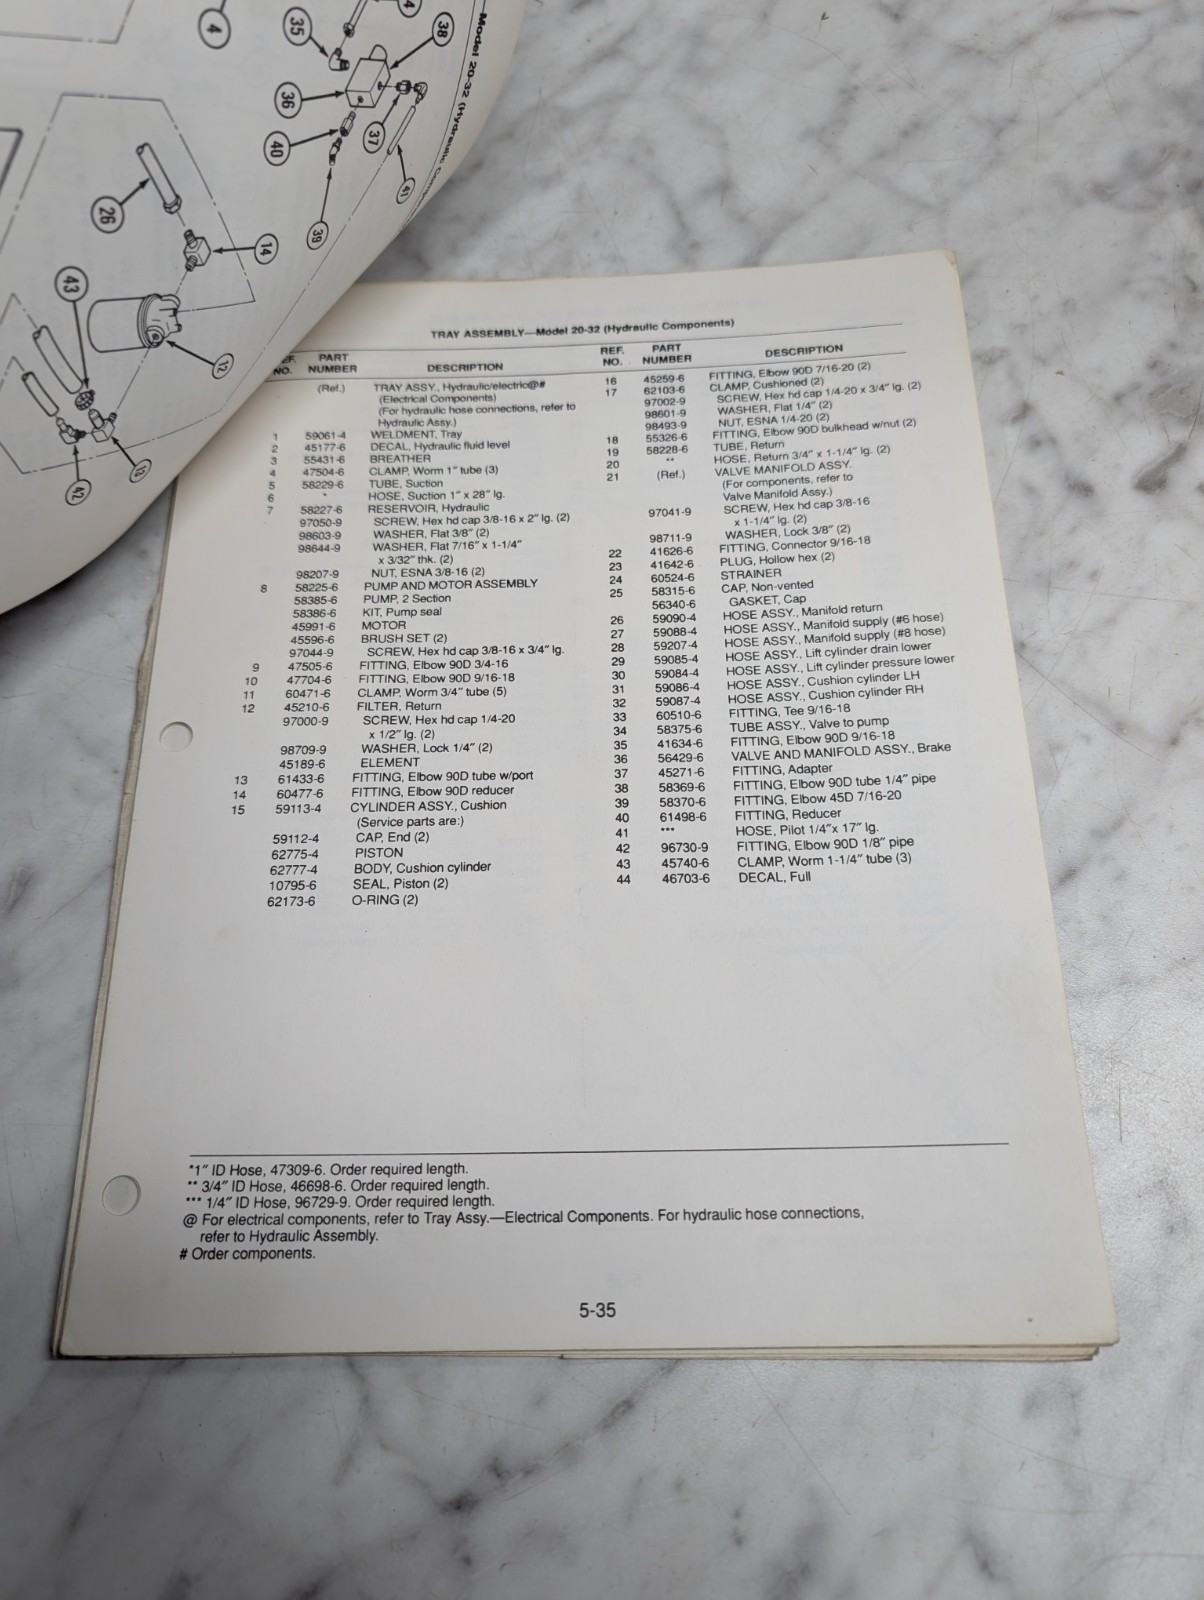 4
35
4
38
Model 20-32 (Hydraulic Comp
36
37
40
41
39
26
14
43
12
13
42
TRAY ASSEMBLY—Model 20-32 (Hydraulic Components)
REF. NO. PART NUMBER DESCRIPTION
(Ref.) TRAY ASSY., Hydraulic/electric@#
(Electrical Components)
(For hydraulic hose connections, refer to
Hydraulic Assy.)
1 59061-4 WELDMENT, Tray
2 45177-6 DECAL, Hydraulic fluid level
3 55431-6 BREATHER
4 47504-6 CLAMP, Worm 1" tube (3)
5 58229-6 TUBE, Suction
6 * HOSE, Suction 1" x 28" lg.
7 58227-6 RESERVOIR, Hydraulic
97050-9 SCREW, Hex hd cap 3/8-16 x 2" lg. (2)
98603-9 WASHER, Flat 3/8" (2)
98644-9 WASHER, Flat 7/16" x 1-1/4"
x 3/32" thk. (2)
98207-9 NUT, ESNA 3/8-16 (2)
8 58225-6 PUMP AND MOTOR ASSEMBLY
58385-6 PUMP, 2 Section
58386-6 KIT, Pump seal
45991-6 MOTOR
45596-6 BRUSH SET (2)
97044-9 SCREW, Hex hd cap 3/8-16 x 3/4" lg.
9 47505-6 FITTING, Elbow 90D 3/4-16
10 47704-6 FITTING, Elbow 90D 9/16-18
11 60471-6 CLAMP, Worm 3/4" tube (5)
12 45210-6 FILTER, Return
97000-9 SCREW, Hex hd cap 1/4-20
x 1/2" lg. (2)
98709-9 WASHER, Lock 1/4" (2)
45189-6 ELEMENT
13 61433-6 FITTING, Elbow 90D tube w/port
14 60477-6 FITTING, Elbow 90D reducer
15 59113-4 CYLINDER ASSY., Cushion
(Service parts are:)
59112-4 CAP, End (2)
62775-4 PISTON
62777-4 BODY, Cushion cylinder
10795-6 SEAL, Piston (2)
62173-6 O-RING (2)
REF. NO. PART NUMBER DESCRIPTION
16 45259-6 FITTING, Elbow 90D 7/16-20 (2)
17 62103-6 CLAMP, Cushioned (2)
97002-9 SCREW, Hex hd cap 1/4-20 x 3/4" lg. (2)
98601-9 WASHER, Flat 1/4" (2)
98493-9 NUT, ESNA 1/4-20 (2)
18 55326-6 FITTING, Elbow 90D bulkhead w/nut (2)
19 58228-6 TUBE, Return
20 ** HOSE, Return 3/4" x 1-1/4" lg. (2)
21 (Ref.) VALVE MANIFOLD ASSY.
(For components, refer to
Valve Manifold Assy.)
97041-9 SCREW, Hex hd cap 3/8-16
x 1-1/4" lg. (2)
98711-9 WASHER, Lock 3/8" (2)
22 41626-6 FITTING, Connector 9/16-18
23 41642-6 PLUG, Hollow hex (2)
24 60524-6 STRAINER
25 58315-6 CAP, Non-vented
56340-6 GASKET, Cap
26 59090-4 HOSE ASSY., Manifold return
27 59088-4 HOSE ASSY., Manifold supply (#6 hose)
28 59207-4 HOSE ASSY., Manifold supply (#8 hose)
29 59085-4 HOSE ASSY., Lift cylinder drain lower
30 59084-4 HOSE ASSY., Lift cylinder pressure lower
31 59086-4 HOSE ASSY., Cushion cylinder LH
32 59087-4 HOSE ASSY., Cushion cylinder RH
33 60510-6 FITTING, Tee 9/16-18
34 58375-6 TUBE ASSY., Valve to pump
35 41634-6 FITTING, Elbow 90D 9/16-18
36 56429-6 VALVE AND MANIFOLD ASSY., Brake
37 45271-6 FITTING, Adapter
38 58369-6 FITTING, Elbow 90D tube 1/4" pipe
39 58370-6 FITTING, Elbow 45D 7/16-20
40 61498-6 FITTING, Reducer
41 *** HOSE, Pilot 1/4"x 17" lg.
42 96730-9 FITTING, Elbow 90D 1/8" pipe
43 45740-6 CLAMP, Worm 1-1/4" tube (3)
44 46703-6 DECAL, Full
*1" ID Hose, 47309-6. Order required length.
** 3/4" ID Hose, 46698-6. Order required length.
*** 1/4" ID Hose, 96729-9. Order required length.
@ For electrical components, refer to Tray Assy.—Electrical Components. For hydraulic hose connections,
refer to Hydraulic Assembly.
# Order components.
5-35